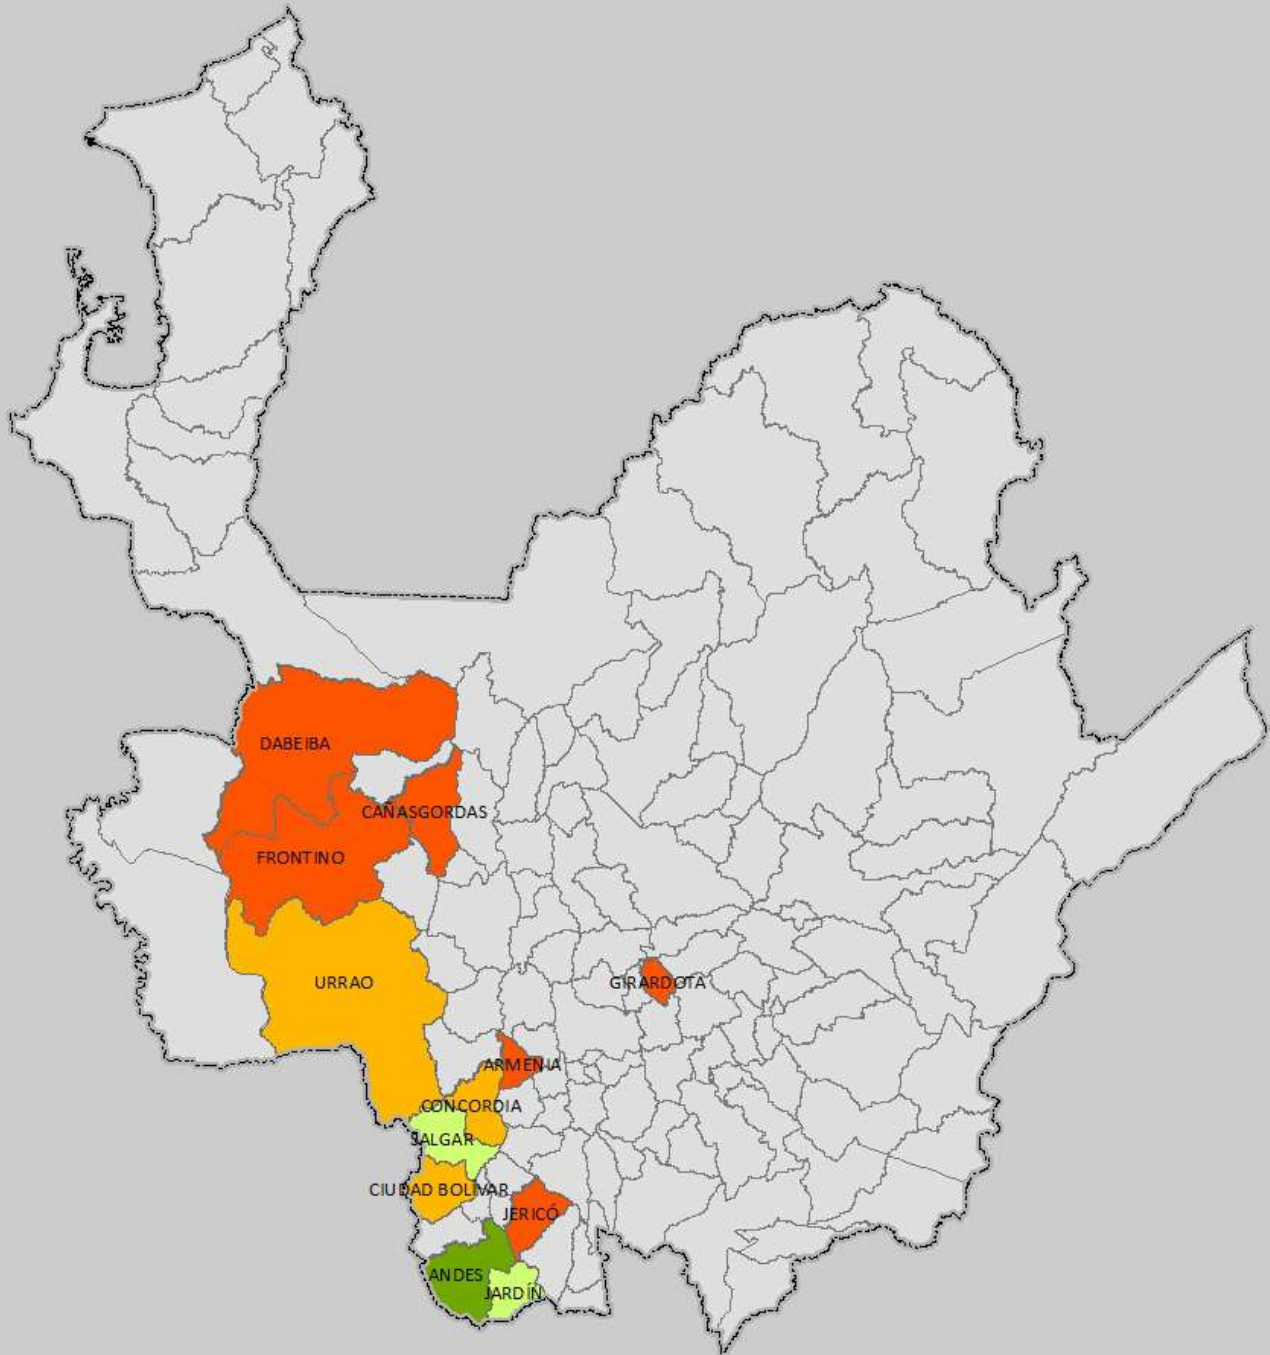 DABEIBA
CAÑASGORDAS
FRONTINO
URRAO
GIRARDOTA
ARMENIA
CONCORDIA
SALGAR
CIUDAD BOLIVAR
JERICÓ
ANDES
JARDÍN